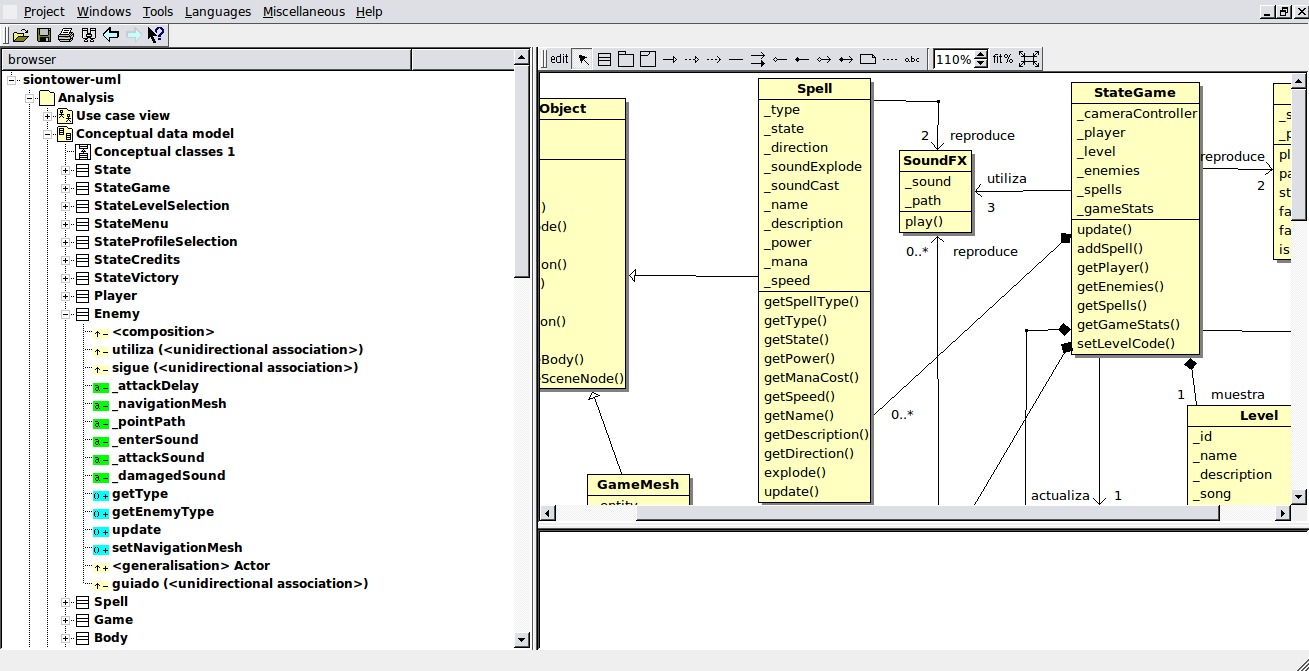 Project Windows Tools Languages Miscellaneous Help
browser
siontower-uml
Analysis
Use case view
Conceptual data model
Conceptual classes 1
State
StateGame
StateLevelSelection
StateMenu
StateProfileSelection
StateCredits
StateVictory
Player
Enemy
<composition>
utiliza (<unidirectional association>)
sigue (<unidirectional association>)
_attackDelay
_navigationMesh
_pointPath
_enterSound
_attackSound
_damagedSound
getType
getEnemyType
update
setNavigationMesh
<generalisation> Actor
guiado (<unidirectional association>)
Spell
Game
Body
edit
abc
110%
fit%
Object
)
de()
on()
)
on()
Body()
SceneNode()
GameMesh
Spell
_type
_state
_direction
_soundExplode
_soundCast
_name
_description
_power
_mana
_speed
getSpellType()
getType()
getState()
getPower()
getManaCost()
getSpeed()
getName()
getDescription()
getDirection()
explode()
update()
2 reproduce
SoundFX
_sound
_path
play()
utiliza
3
0..* reproduce
0..*
StateGame
_cameraController
_player
_level
_enemies
_spells
_gameStats
update()
addSpell()
getPlayer()
getEnemies()
getSpells()
getGameStats()
setLevelCode()
reproduce
2
_s
pl
pa
st
fa
fa
is
1 muestra
Level
_id
_name
_description
_song
actualiza 1